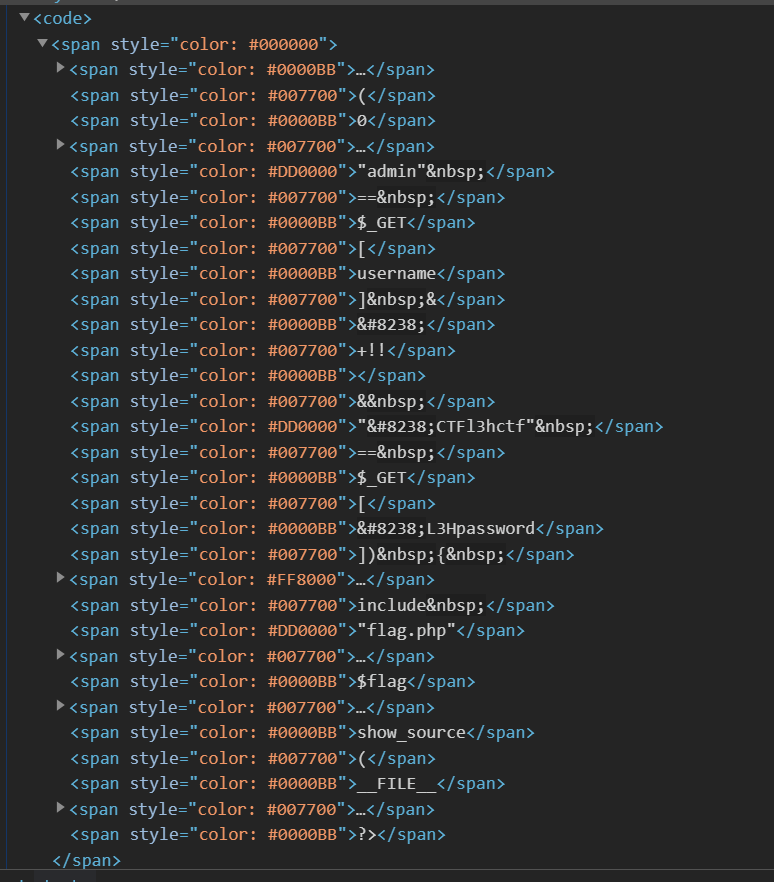 ▼<code>
▼<span style="color: #000000">
▶<span style="color: #0000BB">…</span>
<span style="color: #007700">(</span>
<span style="color: #0000BB">0</span>
▶<span style="color: #007700">…</span>
<span style="color: #DD0000">"admin"&nbsp;</span>
<span style="color: #007700">==&nbsp;</span>
<span style="color: #0000BB">$_GET</span>
<span style="color: #007700">[</span>
<span style="color: #0000BB">username</span>
<span style="color: #007700">]&nbsp;&</span>
<span style="color: #0000BB">&#8238;</span>
<span style="color: #007700">+!!</span>
<span style="color: #0000BB"></span>
<span style="color: #007700">&&nbsp;</span>
<span style="color: #DD0000">"&#8238;CTFl3hctf"&nbsp;</span>
<span style="color: #007700">==&nbsp;</span>
<span style="color: #0000BB">$_GET</span>
<span style="color: #007700">[</span>
<span style="color: #0000BB">&#8238;L3Hpassword</span>
<span style="color: #007700">])&nbsp;{&nbsp;</span>
▶<span style="color: #FF8000">…</span>
<span style="color: #007700">include&nbsp;</span>
<span style="color: #DD0000">"flag.php"</span>
▶<span style="color: #007700">…</span>
<span style="color: #0000BB">$flag</span>
▶<span style="color: #007700">…</span>
<span style="color: #0000BB">show_source</span>
<span style="color: #007700">(</span>
<span style="color: #0000BB">__FILE__</span>
▶<span style="color: #007700">…</span>
<span style="color: #0000BB">?></span>
</span>